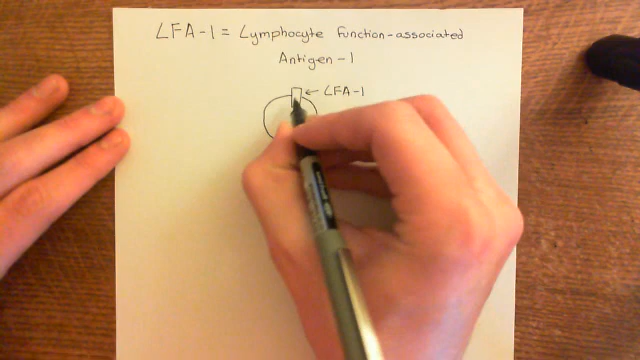 LFA-1 = Lymphocyte function-associated
Antigen-1
← LFA-1